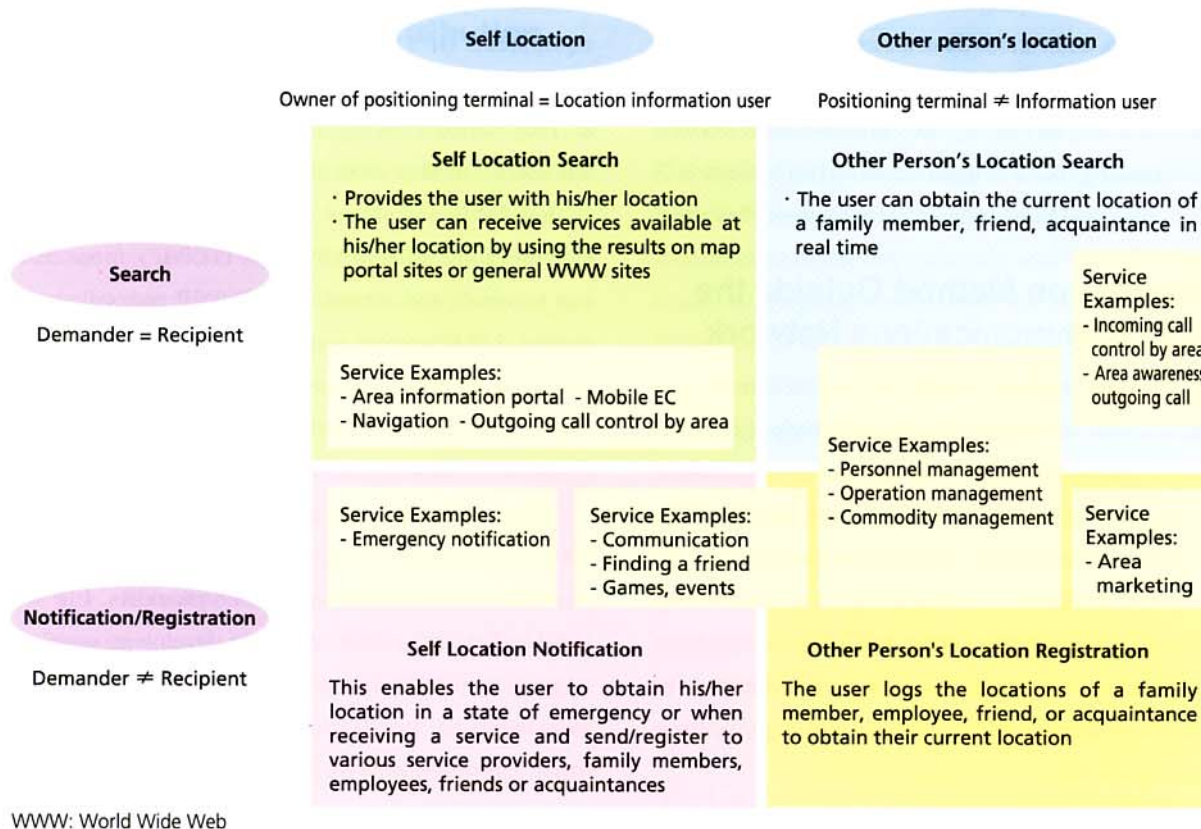 Self Location
Other person's location
Owner of positioning terminal = Location information user
Positioning terminal ≠ Information user
Search
Demander = Recipient
Self Location Search
· Provides the user with his/her location
· The user can receive services available at
his/her location by using the results on map
portal sites or general WWW sites
Service Examples:
- Area information portal - Mobile EC
- Navigation - Outgoing call control by area
Other Person's Location Search
· The user can obtain the current location of
a family member, friend, acquaintance in
real time
Service
Examples:
- Incoming call
control by area
- Area awareness
outgoing call
Service Examples:
- Personnel management
- Operation management
- Commodity management
Notification/Registration
Demander ≠ Recipient
Service Examples:
- Emergency notification
Service Examples:
- Communication
- Finding a friend
- Games, events
Service
Examples:
- Area
marketing
Self Location Notification
This enables the user to obtain his/her
location in a state of emergency or when
receiving a service and send/register to
various service providers, family members,
employees, friends or acquaintances
Other Person's Location Registration
The user logs the locations of a family
member, employee, friend, or acquaintance
to obtain their current location
WWW: World Wide Web